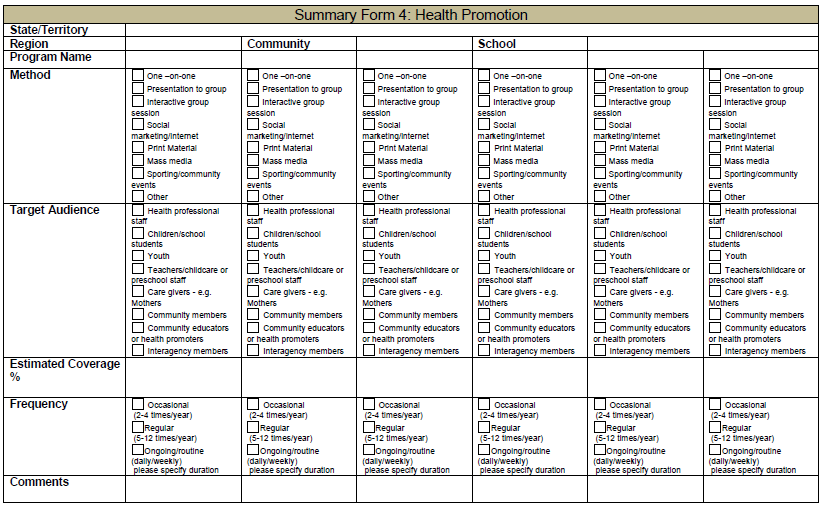 Summary Form 4: Health Promotion
State/Territory
Region Community School
Program Name
Method One –on-one One –on-one One –on-one One –on-one One –on-one One –on-one
Presentation to group Presentation to group Presentation to group Presentation to group Presentation to group Presentation to group
Interactive group Interactive group Interactive group Interactive group Interactive group Interactive group
session session session session session session
Social Social Social Social Social Social
marketing/internet marketing/internet marketing/internet marketing/internet marketing/internet marketing/internet
Print Material Print Material Print Material Print Material Print Material Print Material
Mass media Mass media Mass media Mass media Mass media Mass media
Sporting/community Sporting/community Sporting/community Sporting/community Sporting/community Sporting/community
events events events events events events
Other Other Other Other Other Other
Target Audience Health professional Health professional Health professional Health professional Health professional Health professional
staff staff staff staff staff staff
Children/school Children/school Children/school Children/school Children/school Children/school
students students students students students students
Youth Youth Youth Youth Youth Youth
Teachers/childcare or Teachers/childcare or Teachers/childcare or Teachers/childcare or Teachers/childcare or Teachers/childcare or
preschool staff preschool staff preschool staff preschool staff preschool staff preschool staff
Care givers - e.g. Care givers - e.g. Care givers - e.g. Care givers - e.g. Care givers - e.g. Care givers - e.g.
Mothers Mothers Mothers Mothers Mothers Mothers
Community members Community members Community members Community members Community members Community members
Community educators Community educators Community educators Community educators Community educators Community educators
or health promoters or health promoters or health promoters or health promoters or health promoters or health promoters
Interagency members Interagency members Interagency members Interagency members Interagency members Interagency members
Estimated Coverage
%
Frequency Occasional Occasional Occasional Occasional Occasional Occasional
(2-4 times/year) (2-4 times/year) (2-4 times/year) (2-4 times/year) (2-4 times/year) (2-4 times/year)
Regular Regular Regular Regular Regular Regular
(5-12 times/year) (5-12 times/year) (5-12 times/year) (5-12 times/year) (5-12 times/year) (5-12 times/year)
Ongoing/routine Ongoing/routine Ongoing/routine Ongoing/routine Ongoing/routine Ongoing/routine
(daily/weekly) (daily/weekly) (daily/weekly) (daily/weekly) (daily/weekly) (daily/weekly)
please specify duration please specify duration please specify duration please specify duration please specify duration please specify duration
Comments